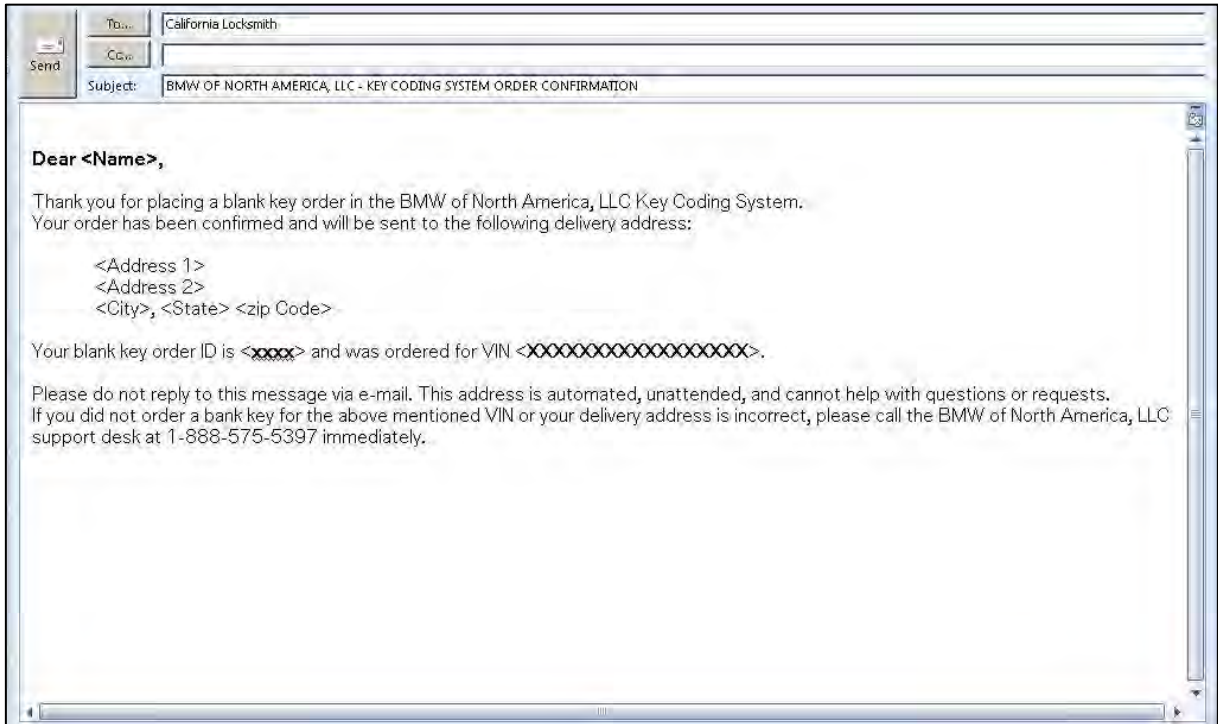 To...
California Locksmith
Send
Cc...
Subject:
BMW OF NORTH AMERICA, LLC - KEY CODING SYSTEM ORDER CONFIRMATION
Dear <Name>,
Thank you for placing a blank key order in the BMW of North America, LLC Key Coding System.
Your order has been confirmed and will be sent to the following delivery address:
<Address 1>
<Address 2>
<City>, <State> <zip Code>
Your blank key order ID is <xxxx> and was ordered for VIN <XXXXXXXXXXXXXXXXX>.
Please do not reply to this message via e-mail. This address is automated, unattended, and cannot help with questions or requests.
If you did not order a bank key for the above mentioned VIN or your delivery address is incorrect, please call the BMW of North America, LLC
support desk at 1-888-575-5397 immediately.